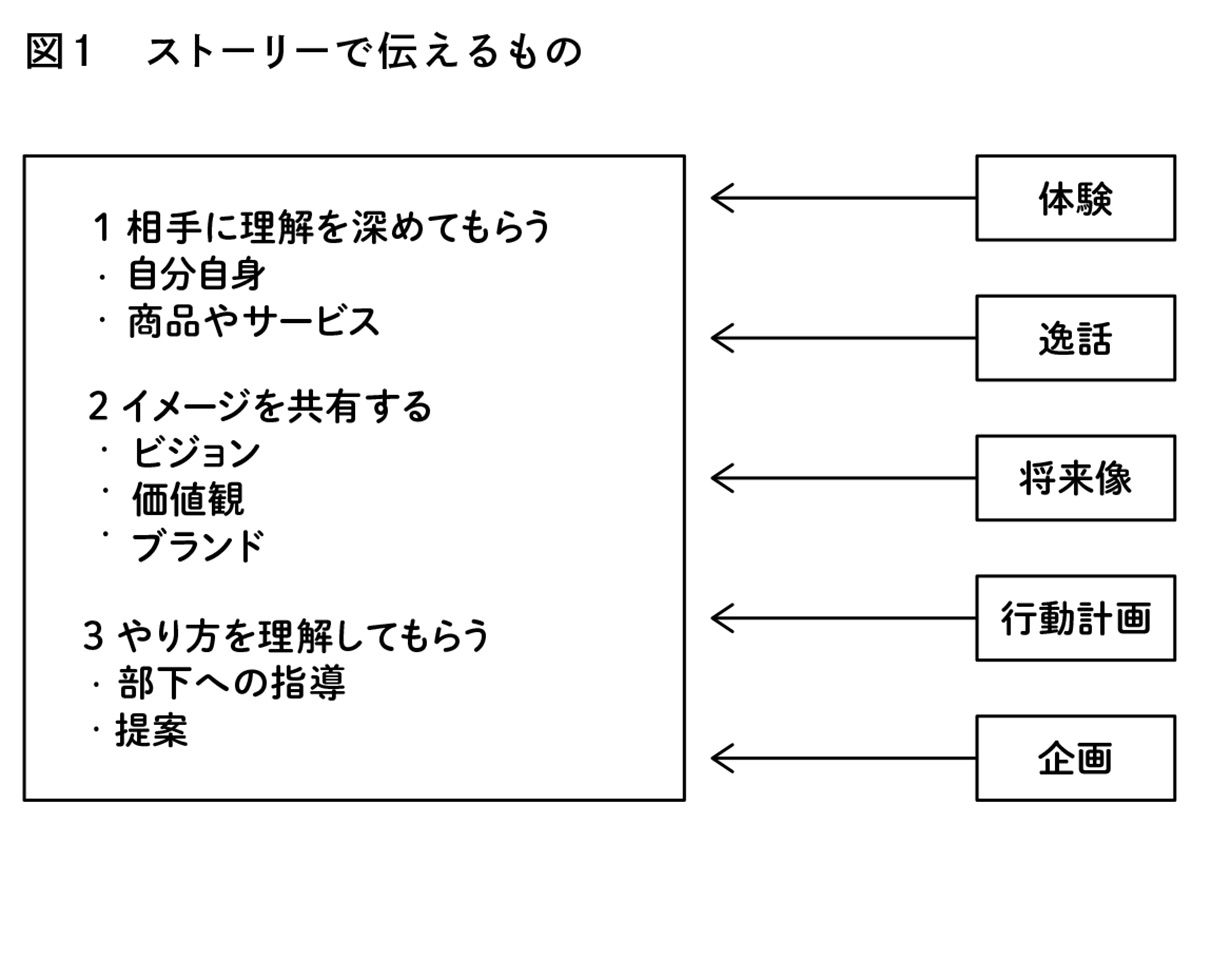 図1　ストーリーで伝えるもの
1 相手に理解を深めてもらう
・ 自分自身
・ 商品やサービス
2 イメージを共有する
・ ビジョン
・ 価値観
・ ブランド
3 やり方を理解してもらう
・ 部下への指導
・ 提案
体験
逸話
将来像
行動計画
企画